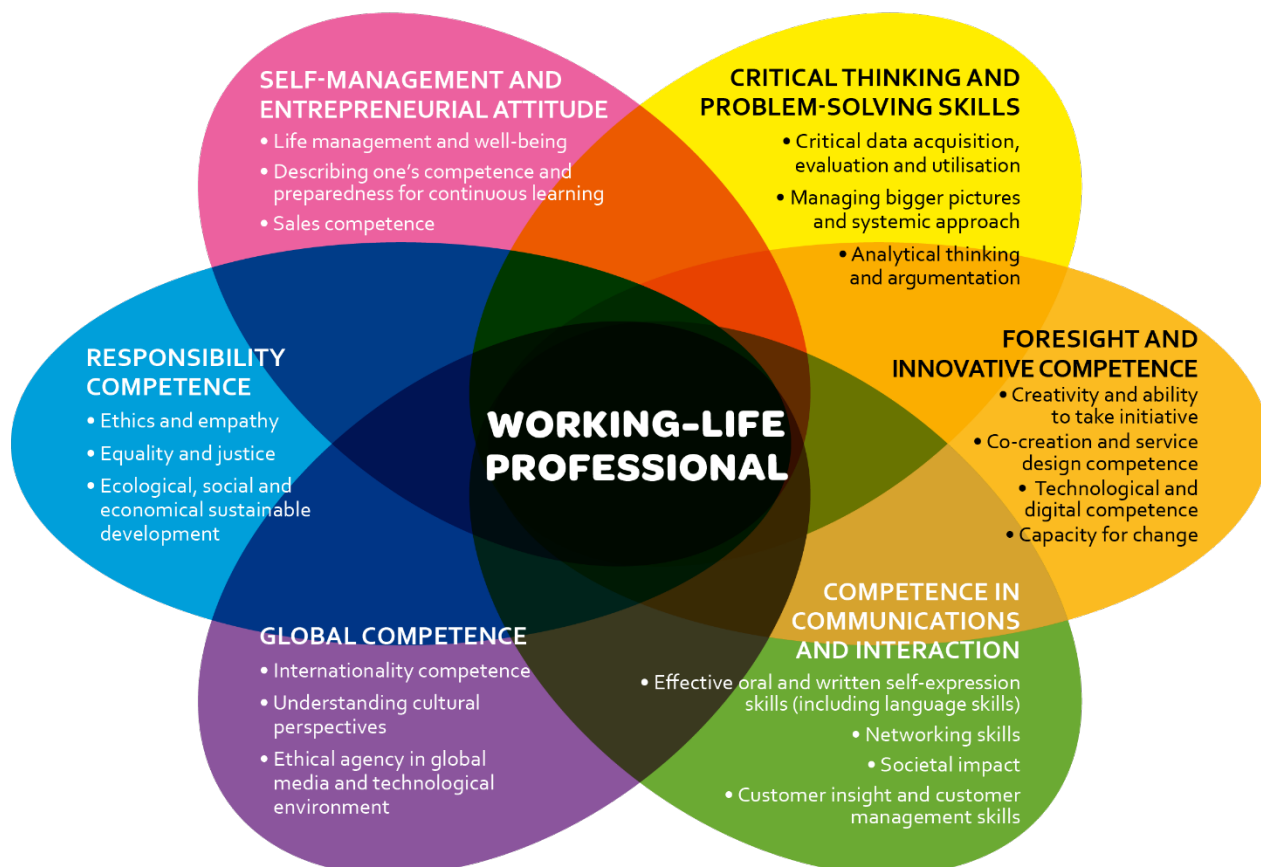 SELF-MANAGEMENT AND
ENTREPRENEURIAL ATTITUDE
• Life management and well-being
• Describing one's competence and
preparedness for continuous learning
• Sales competence
CRITICAL THINKING AND
PROBLEM-SOLVING SKILLS
• Critical data acquisition,
evaluation and utilisation
• Managing bigger pictures
and systemic approach
• Analytical thinking
and argumentation
RESPONSIBILITY
COMPETENCE
• Ethics and empathy
• Equality and justice
• Ecological, social and
economical sustainable
development
WORKING-LIFE
PROFESSIONAL
FORESIGHT AND
INNOVATIVE COMPETENCE
• Creativity and ability
to take initiative
• Co-creation and service
design competence
• Technological and
digital competence
• Capacity for change
GLOBAL COMPETENCE
• Internationality competence
• Understanding cultural
perspectives
• Ethical agency in global
media and technological
environment
COMPETENCE IN
COMMUNICATIONS
AND INTERACTION
• Effective oral and written self-expression
skills (including language skills)
• Networking skills
• Societal impact
• Customer insight and customer
management skills